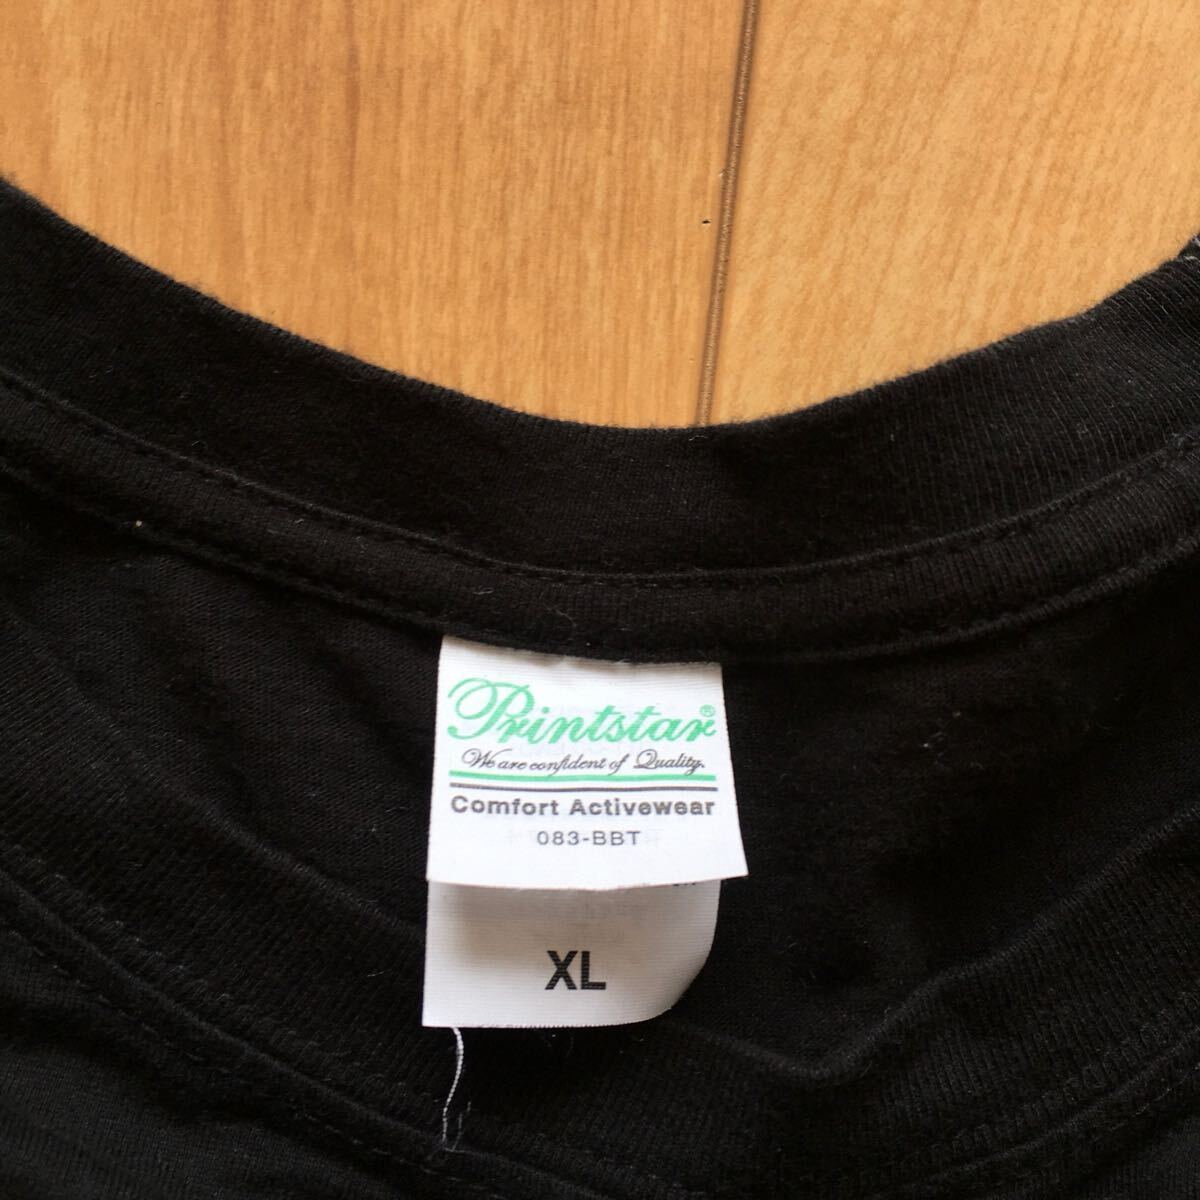 Printstar®
We are confident of Quality.
Comfort Activewear
083-BBT
XL